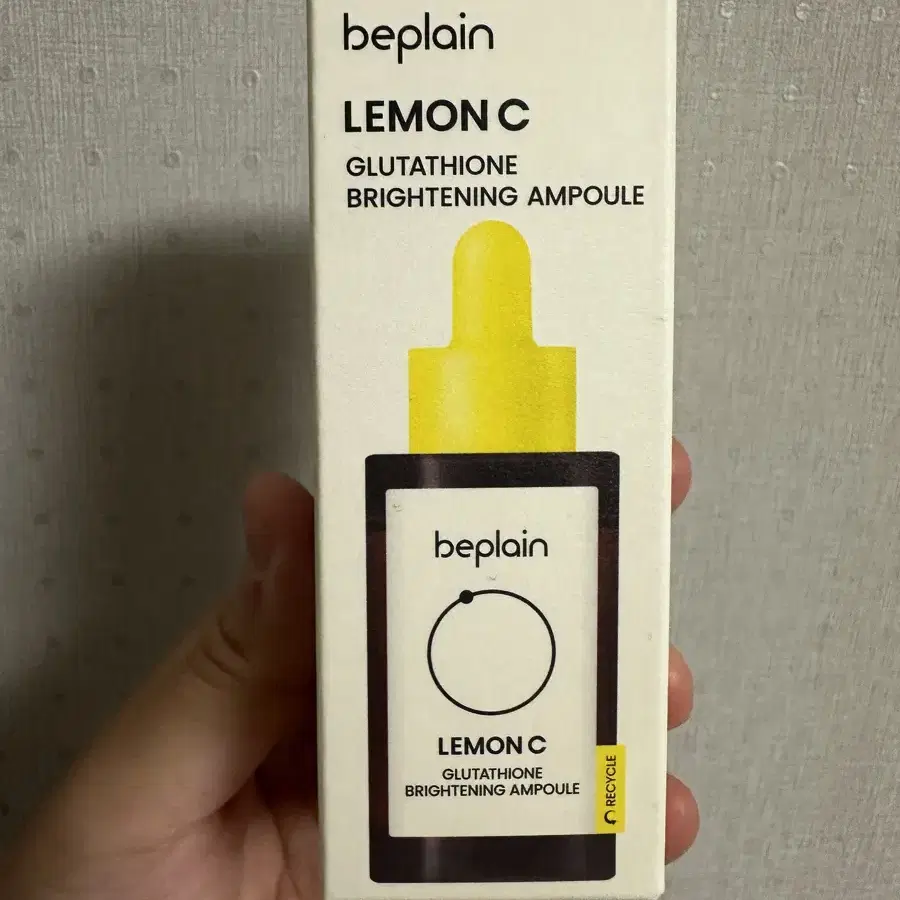 beplain
LEMON C
GLUTATHIONE
BRIGHTENING AMPOULE
beplain
LEMON C
GLUTATHIONE
BRIGHTENING AMPOULE
RECYCLE